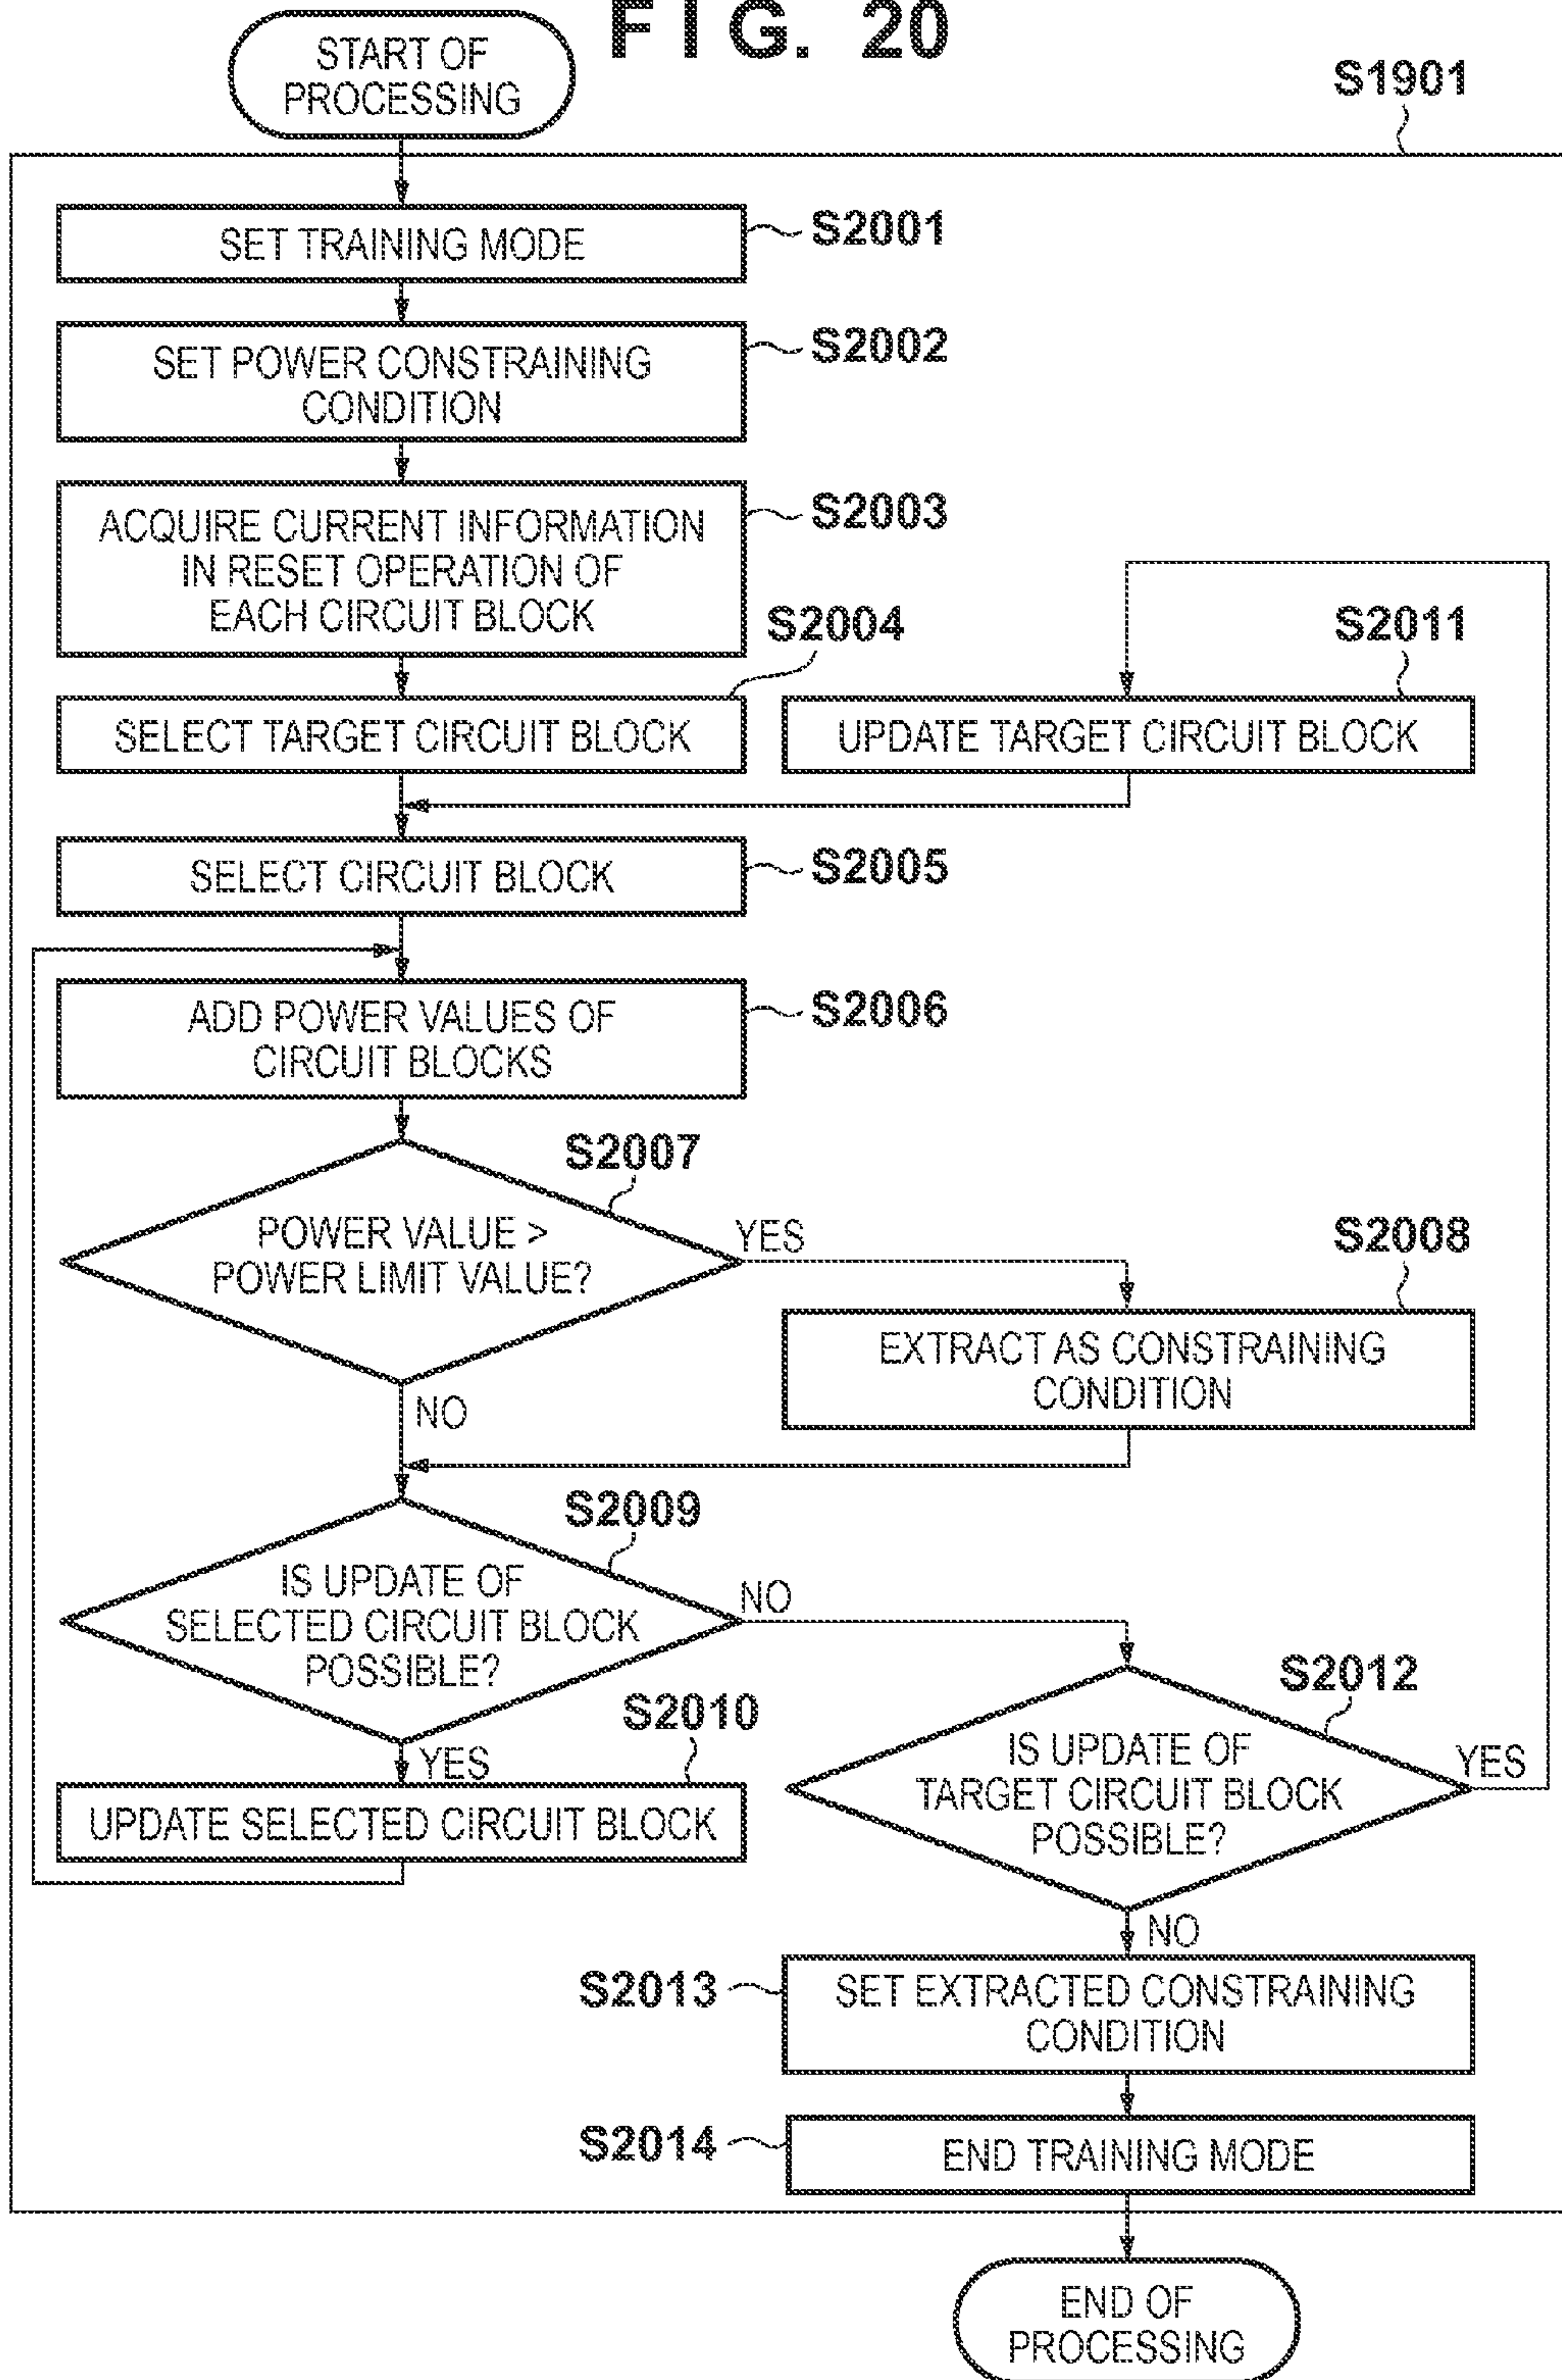 FIG. 20
START OF
PROCESSING
S1901
SET TRAINING MODE
S2001
SET POWER CONSTRAINING
CONDITION
S2002
ACQUIRE CURRENT INFORMATION
IN RESET OPERATION OF
EACH CIRCUIT BLOCK
S2003
S2004
SELECT TARGET CIRCUIT BLOCK
S2011
UPDATE TARGET CIRCUIT BLOCK
SELECT CIRCUIT BLOCK
S2005
ADD POWER VALUES OF
CIRCUIT BLOCKS
S2006
S2007
POWER VALUE >
POWER LIMIT VALUE?
YES
NO
S2008
EXTRACT AS CONSTRAINING
CONDITION
S2009
IS UPDATE OF
SELECTED CIRCUIT BLOCK
POSSIBLE?
NO
YES
S2010
UPDATE SELECTED CIRCUIT BLOCK
S2012
IS UPDATE OF
TARGET CIRCUIT BLOCK
POSSIBLE?
YES
NO
S2013
SET EXTRACTED CONSTRAINING
CONDITION
S2014
END TRAINING MODE
END OF
PROCESSING